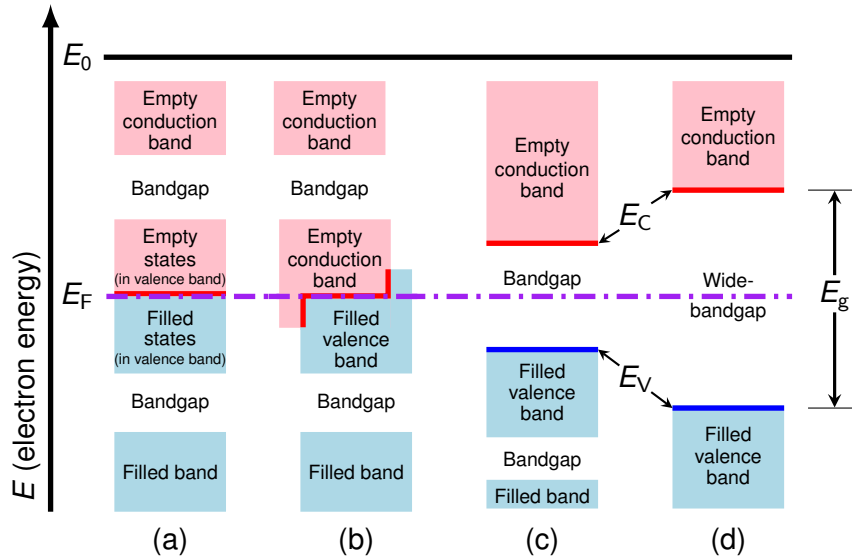 E (electron energy)
E0
EF
Empty
conduction
band
Bandgap
Empty
states
(in valence band)
Filled
states
(in valence band)
Bandgap
Filled band
(a)
Empty
conduction
band
Bandgap
Empty
conduction
band
Filled
valence
band
Bandgap
Filled band
(b)
Empty
conduction
band
Bandgap
Filled
valence
band
Bandgap
Filled band
(c)
EC
EV
Empty
conduction
band
Wide-
bandgap
Filled
valence
band
(d)
Eg